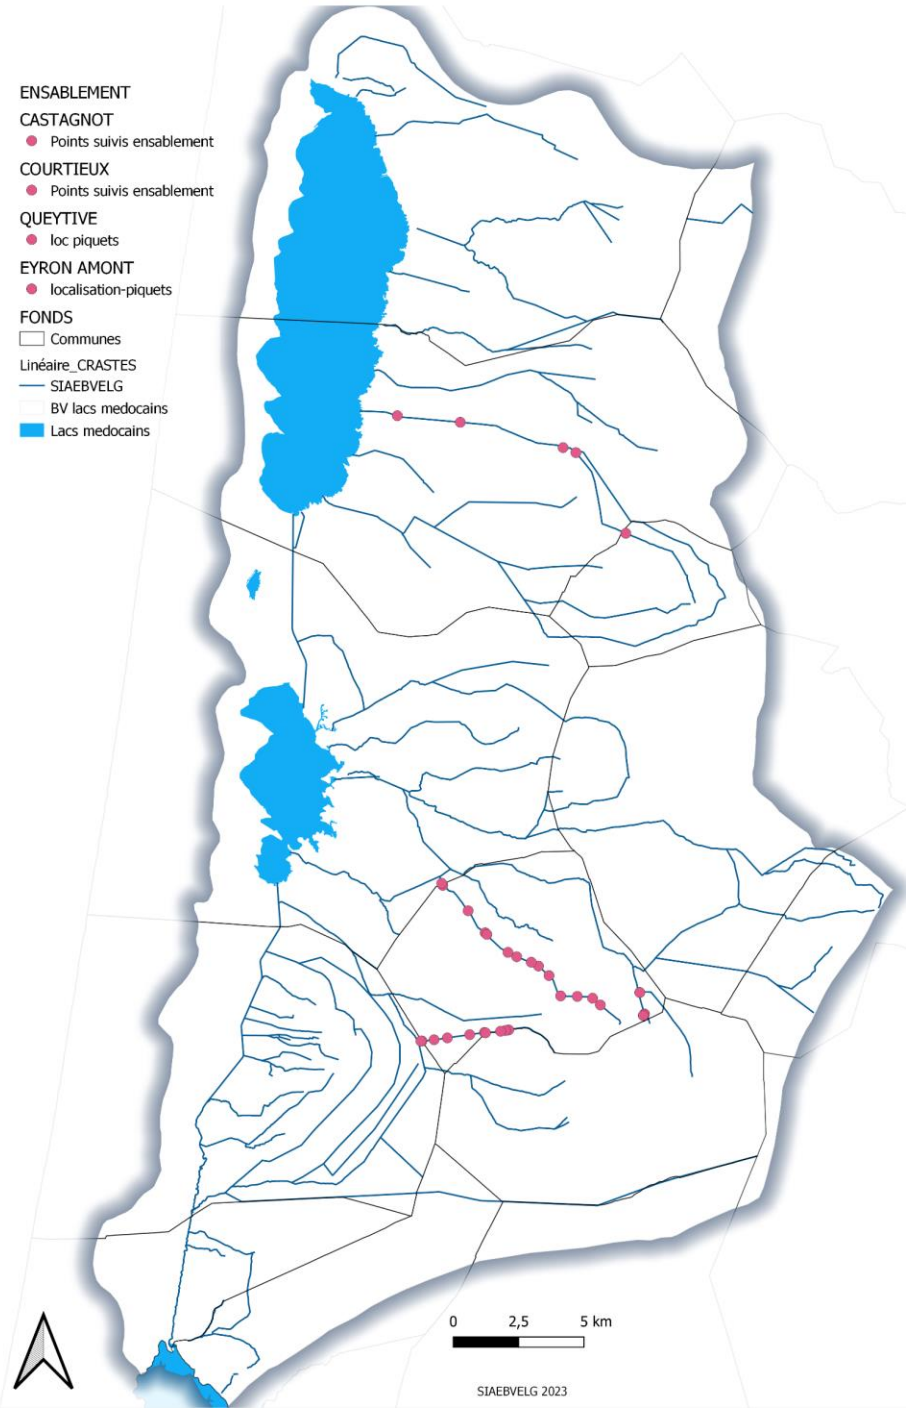 ENSABLEMENT
CASTAGNOT
Points suivis ensablement
COURTIEUX
Points suivis ensablement
QUEYTIVE
loc piquets
EYRON AMONT
localisation-piquets
FONDS
Communes
Linéaire_CRASTES
SIAEBVELG
BV lacs medocains
Lacs medocains
0 2,5 5 km
SIAEBVELG 2023